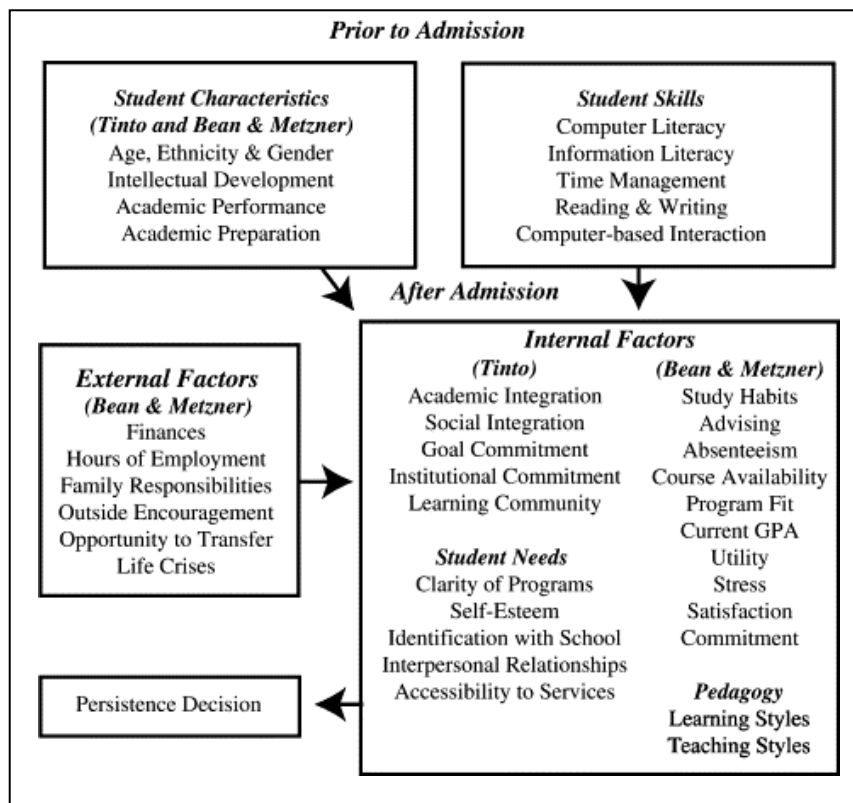 Prior to Admission
Student Characteristics
(Tinto and Bean & Metzner)
Age, Ethnicity & Gender
Intellectual Development
Academic Performance
Academic Preparation
Student Skills
Computer Literacy
Information Literacy
Time Management
Reading & Writing
Computer-based Interaction
After Admission
External Factors
(Bean & Metzner)
Finances
Hours of Employment
Family Responsibilities
Outside Encouragement
Opportunity to Transfer
Life Crises
Internal Factors
(Tinto)
Academic Integration
Social Integration
Goal Commitment
Institutional Commitment
Learning Community
Student Needs
Clarity of Programs
Self-Esteem
Identification with School
Interpersonal Relationships
Accessibility to Services
(Bean & Metzner)
Study Habits
Advising
Absenteeism
Course Availability
Program Fit
Current GPA
Utility
Stress
Satisfaction
Commitment
Pedagogy
Learning Styles
Teaching Styles
Persistence Decision